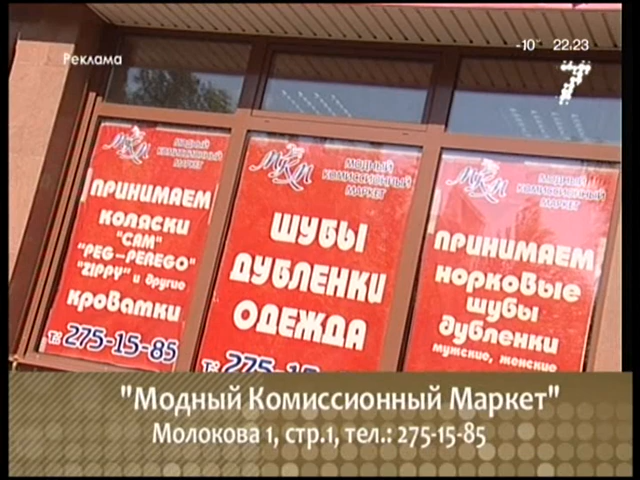 Реклама
-10° 22.23
7
МКМ
МОДНЫЙ
КОМИССИОННЫЙ
МАРКЕТ
ПРИНИМАЕМ
КОЛЯСКИ
"CAM"
"PEG-PEREGO"
"ZIPPY" и другие
кроватки
т: 275-15-85
МКМ
МОДНЫЙ
КОМИССИОННЫЙ
МАРКЕТ
ШУБЫ
ДУБЛЕНКИ
ОДЕЖДА
т: 275
МКМ
МОДНЫЙ
КОМИССИОННЫЙ
МАРКЕТ
ПРИНИМАЕМ
норковые
шубы
дубленки
мужские, женские
"Модный Комиссионный Маркет"
Молокова 1, стр.1, тел.: 275-15-85